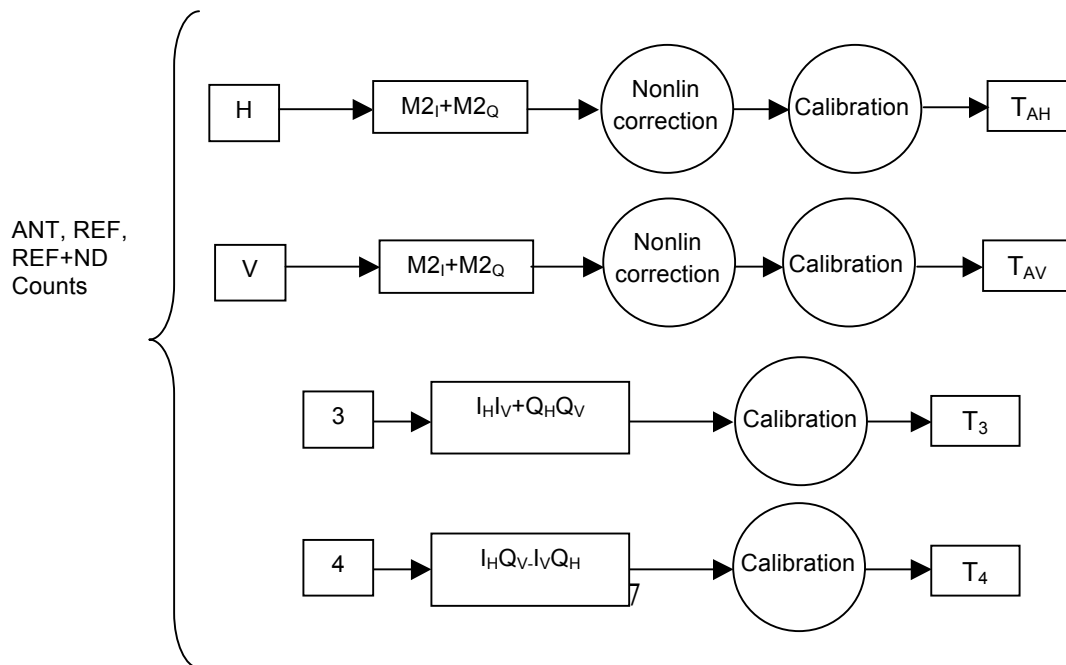 ANT, REF,
REF+ND
Counts
H
M2I+M2Q
Nonlin
correction
Calibration
TAH
V
M2I+M2Q
Nonlin
correction
Calibration
TAV
3
IHIV+QHQV
Calibration
T3
4
IHQV-IVQH
Calibration
T4